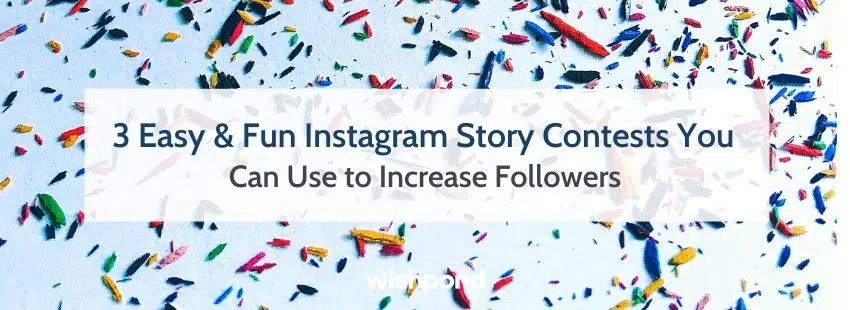 3 Easy & Fun Instagram Story Contests You
Can Use to Increase Followers
wishpond